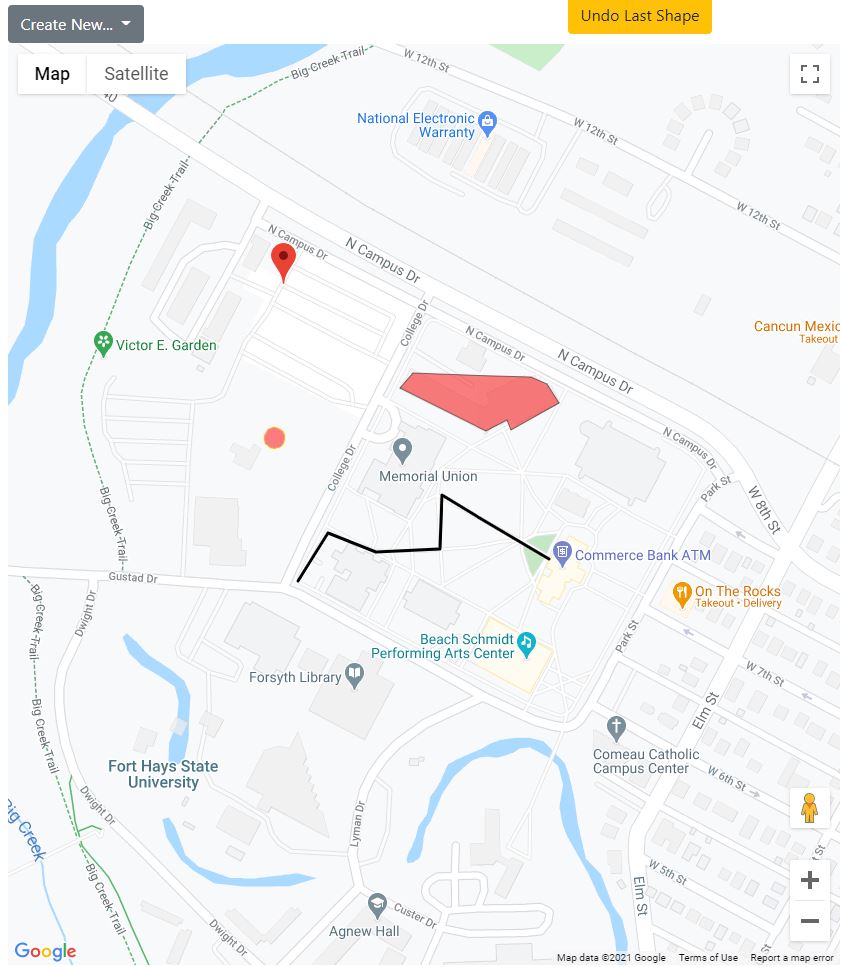 Create New...
Undo Last Shape
Map
Satellite
40
Big Creek Trail
W 12th St
National Electronic
Warranty
W 12th St
Big Creek Trail
W 12th St
N Campus Dr
N Campus Dr
College Dr
N Campus Dr
Cancun Mexic
Takeout
Victor E. Garden
N Campus Dr
N Campus Dr
College Dr
Memorial Union
Park St
W 8th St
Big Creek Trail
Commerce Bank ATM
Gustad Dr
On The Rocks
Takeout • Delivery
Big Creek Trail
Dwight Dr
Beach Schmidt
Performing Arts Center
Park St
W 7th St
Forsyth Library
Elm St
Big Creek Trail
Comeau Catholic
Campus Center
Fort Hays State
University
W 6th St
Dwight Dr
Lyman Dr
Big Creek
St
W 5th St
Big Creek Trail
Elm St
Custer Dr
Agnew Hall
Dwight Dr
Google
Map data ©2021 Google
Terms of Use
Report a map error